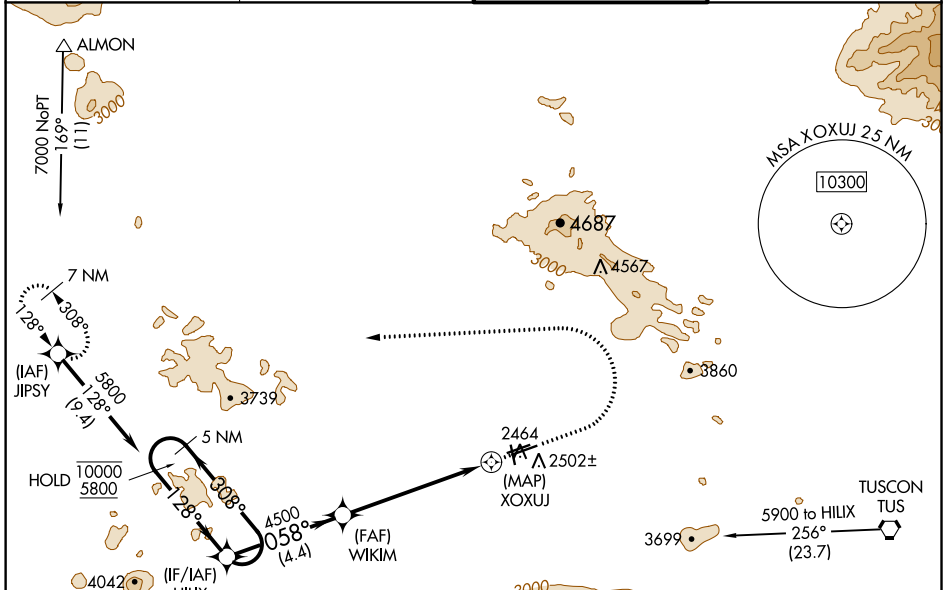 ALMON
3000
7000 NoPT
169°
(11)
MSA XOXUJ 25 NM
10300
4687
3000
4567
7 NM
308°
128°
(IAF)
JIPSY
5800
128°
(9.4)
3739
3860
5 NM
HOLD
10000
5800
308°
128°
2464
2502±
(MAP)
XOXUJ
4500
058°
(4.4)
(FAF)
WIKIM
(IF/IAF)
4042
3699
5900 to HILIX
256°
(23.7)
TUSCON
TUS
3000